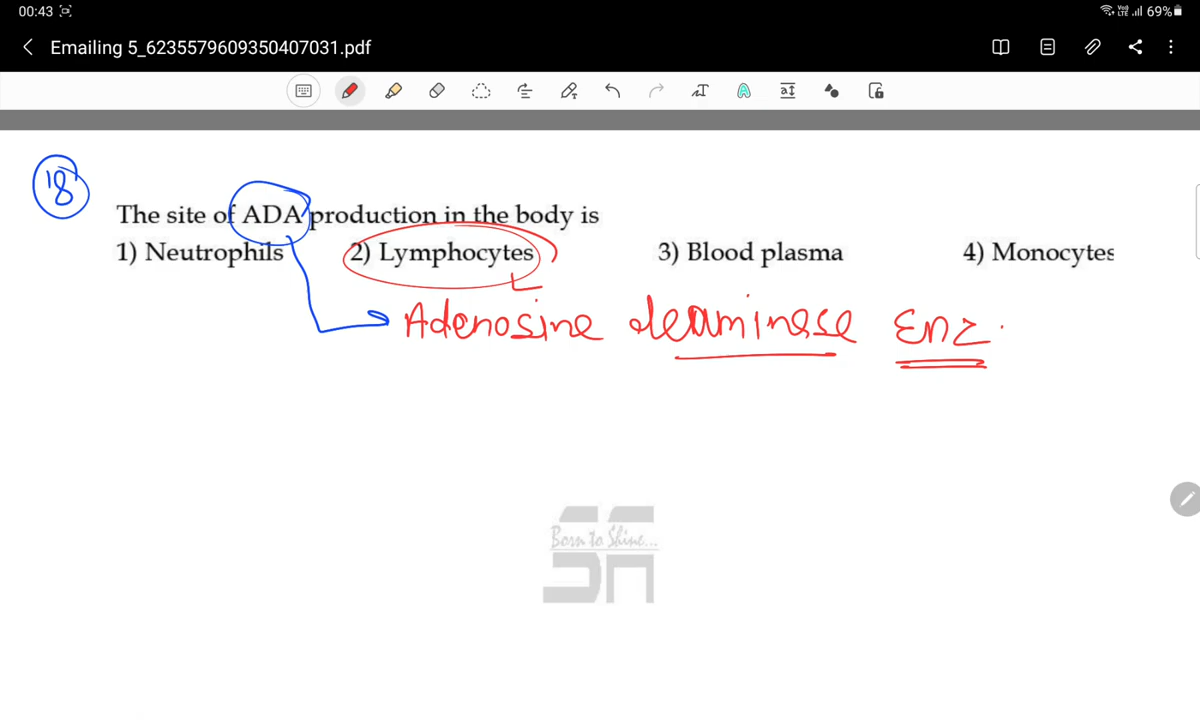 00:43 69%
Emailing 5_6235579609350407031.pdf
18
The site of ADA production in the body is
1) Neutrophils 2) Lymphocytes 3) Blood plasma 4) Monocytes
Adenosine deaminase Enz.
Born to Shine...